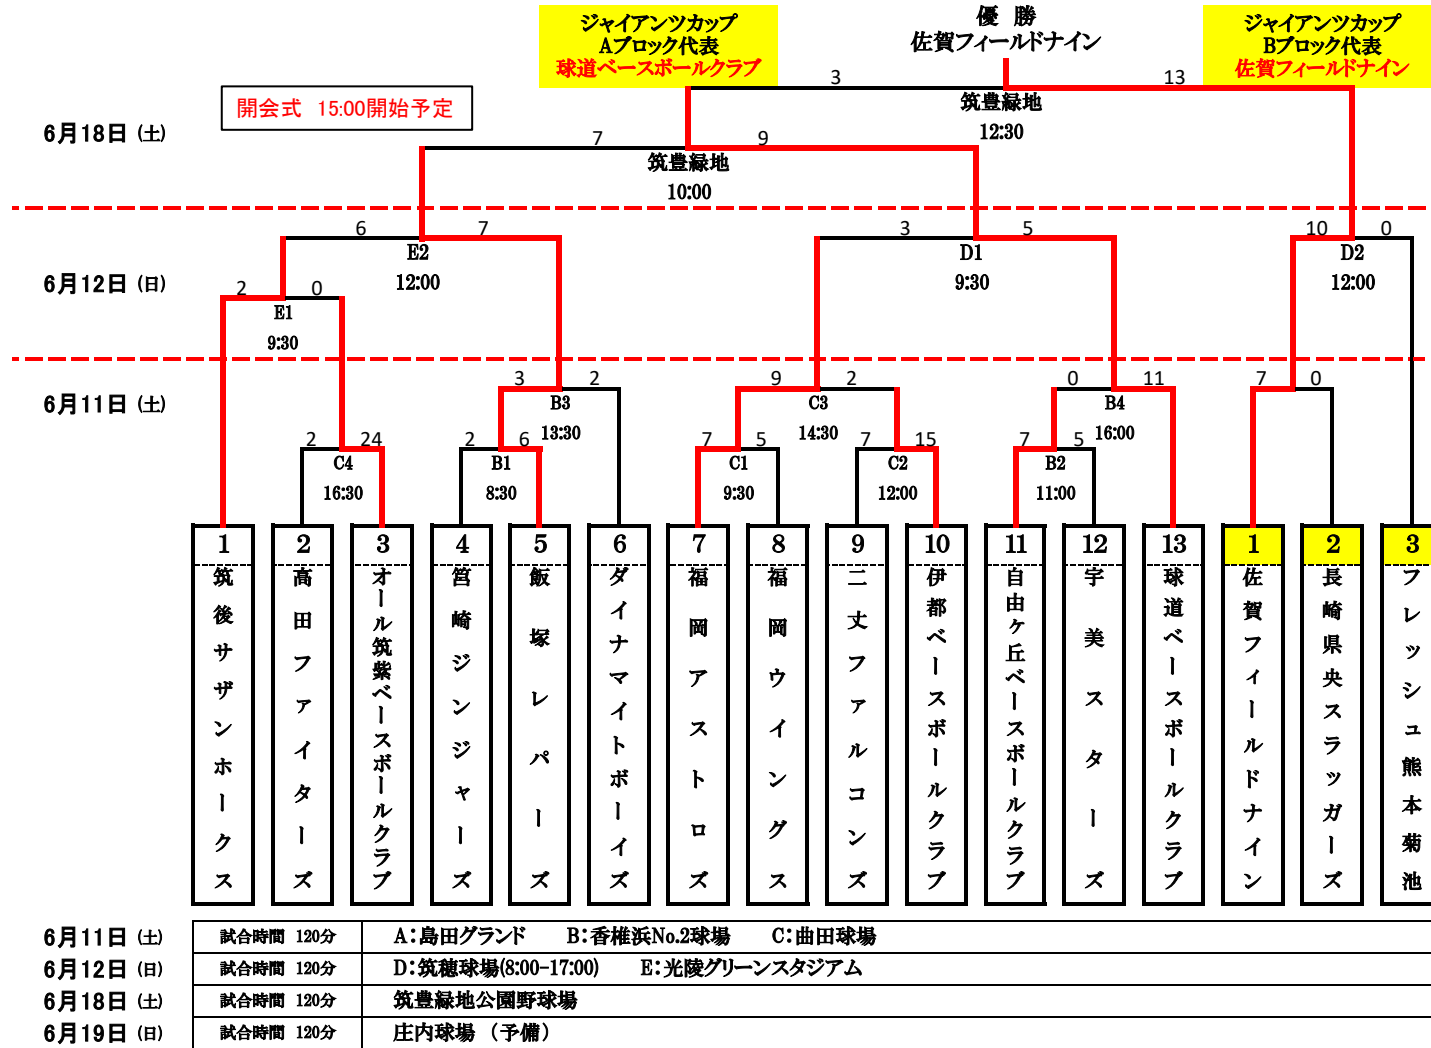 ジャイアンツカップ
Aブロック代表
球道ベースボールクラブ
優 勝
佐賀フィールドナイン
ジャイアンツカップ
Bブロック代表
佐賀フィールドナイン
開会式 15:00開始予定
3 13
筑豊緑地
12:30
6月18日 (土)
7 9
筑豊緑地
10:00
6 7
E2
12:00
3 5
D1
9:30
10 0
D2
12:00
6月12日 (日)
2 0
E1
9:30
6月11日 (土)
3 2
B3
13:30
9 2
C3
14:30
0 11
B4
16:00
7 0
2 24
C4
16:30
2 6
B1
8:30
7 5
C1
9:30
7 15
C2
12:00
7 5
B2
11:00
1 2 3 4 5 6 7 8 9 10 11 12 13 1 2 3
筑後サザンホークス
高田ファイターズ
オール筑紫ベースボールクラブ
筥崎ジンジャーズ
飯塚レパーズ
ダイナマイトボーイズ
福岡アストロズ
福岡ウイングス
二丈ファルコンズ
伊都ベースボールクラブ
自由ヶ丘ベースボールクラブ
宇美スターズ
球道ベースボールクラブ
佐賀フィールドナイン
長崎県央スラッガーズ
フレッシュ熊本菊池
6月11日 (土) 試合時間 120分 A:島田グランド B:香椎浜No.2球場 C:曲田球場
6月12日 (日) 試合時間 120分 D:筑穂球場(8:00-17:00) E:光陵グリーンスタジアム
6月18日 (土) 試合時間 120分 筑豊緑地公園野球場
6月19日 (日) 試合時間 120分 庄内球場 (予備)